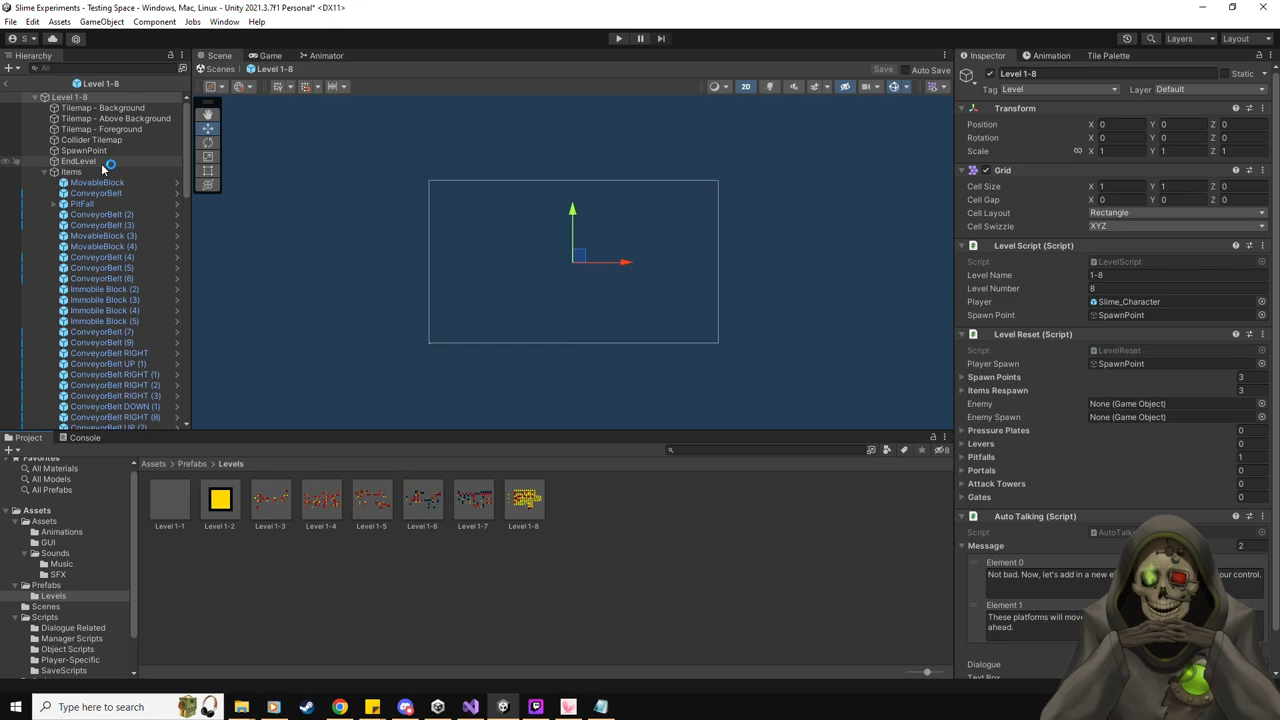 Slime Experiments - Testing Space - Windows, Mac, Linux - Unity 2021.3.7f1 Personal* <DX11>
File Edit Assets GameObject Component Jobs Window Help
S Layers Layout
Hierarchy Scene Game Animator Inspector Animation Tile Palette
All Scenes Level 1-8 Save Auto Save Level 1-8 Static
Level 1-8 2D Tag Level Layer Default
Level 1-8
Tilemap - Background
Tilemap - Above Background
Tilemap - Foreground
Collider Tilemap
SpawnPoint
EndLevel
Items
MovableBlock
ConveyorBelt
PitFall
ConveyorBelt (2)
ConveyorBelt (3)
MovableBlock (3)
MovableBlock (4)
ConveyorBelt (4)
ConveyorBelt (5)
ConveyorBelt (6)
Immobile Block (2)
Immobile Block (3)
Immobile Block (4)
Immobile Block (5)
ConveyorBelt (7)
ConveyorBelt (9)
ConveyorBelt RIGHT
ConveyorBelt UP (1)
ConveyorBelt RIGHT (1)
ConveyorBelt RIGHT (2)
ConveyorBelt RIGHT (3)
ConveyorBelt DOWN (1)
ConveyorBelt RIGHT (8)
ConveyorBelt UP (2)
Transform
Position X 0 Y 0 Z 0
Rotation X 0 Y 0 Z 0
Scale X 1 Y 1 Z 1
Grid
Cell Size X 1 Y 1 Z 0
Cell Gap X 0 Y 0 Z 0
Cell Layout Rectangle
Cell Swizzle XYZ
Level Script (Script)
Script LevelScript
Level Name 1-8
Level Number 8
Player Slime_Character
Spawn Point SpawnPoint
Level Reset (Script)
Script LevelReset
Player Spawn SpawnPoint
Spawn Points 3
Items Respawn 3
Enemy None (Game Object)
Enemy Spawn None (Game Object)
Pressure Plates 0
Levers 0
Pitfalls 1
Portals 0
Attack Towers 0
Gates 0
Auto Talking (Script)
Script AutoTalking
Message 2
Element 0
Not bad. Now, let's add in a new e our control.
Element 1
These platforms will move
ahead.
Dialogue
Text Box
Project Console
8
Assets Prefabs Levels
Favorites
All Materials
All Models
All Prefabs
Assets
Assets
Animations
GUI
Sounds
Music
SFX
Prefabs
Levels
Scenes
Scripts
Dialogue Related
Manager Scripts
Object Scripts
Player-Specific
SaveScripts
Level 1-1 Level 1-2 Level 1-3 Level 1-4 Level 1-5 Level 1-6 Level 1-7 Level 1-8
Type here to search